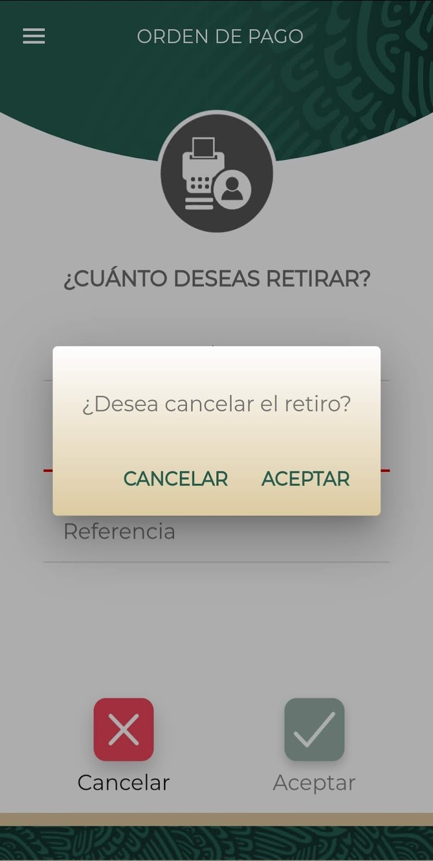 ORDEN DE PAGO
¿CUÁNTO DESEAS RETIRAR?
¿Desea cancelar el retiro?
CANCELAR ACEPTAR
Referencia
Cancelar Aceptar